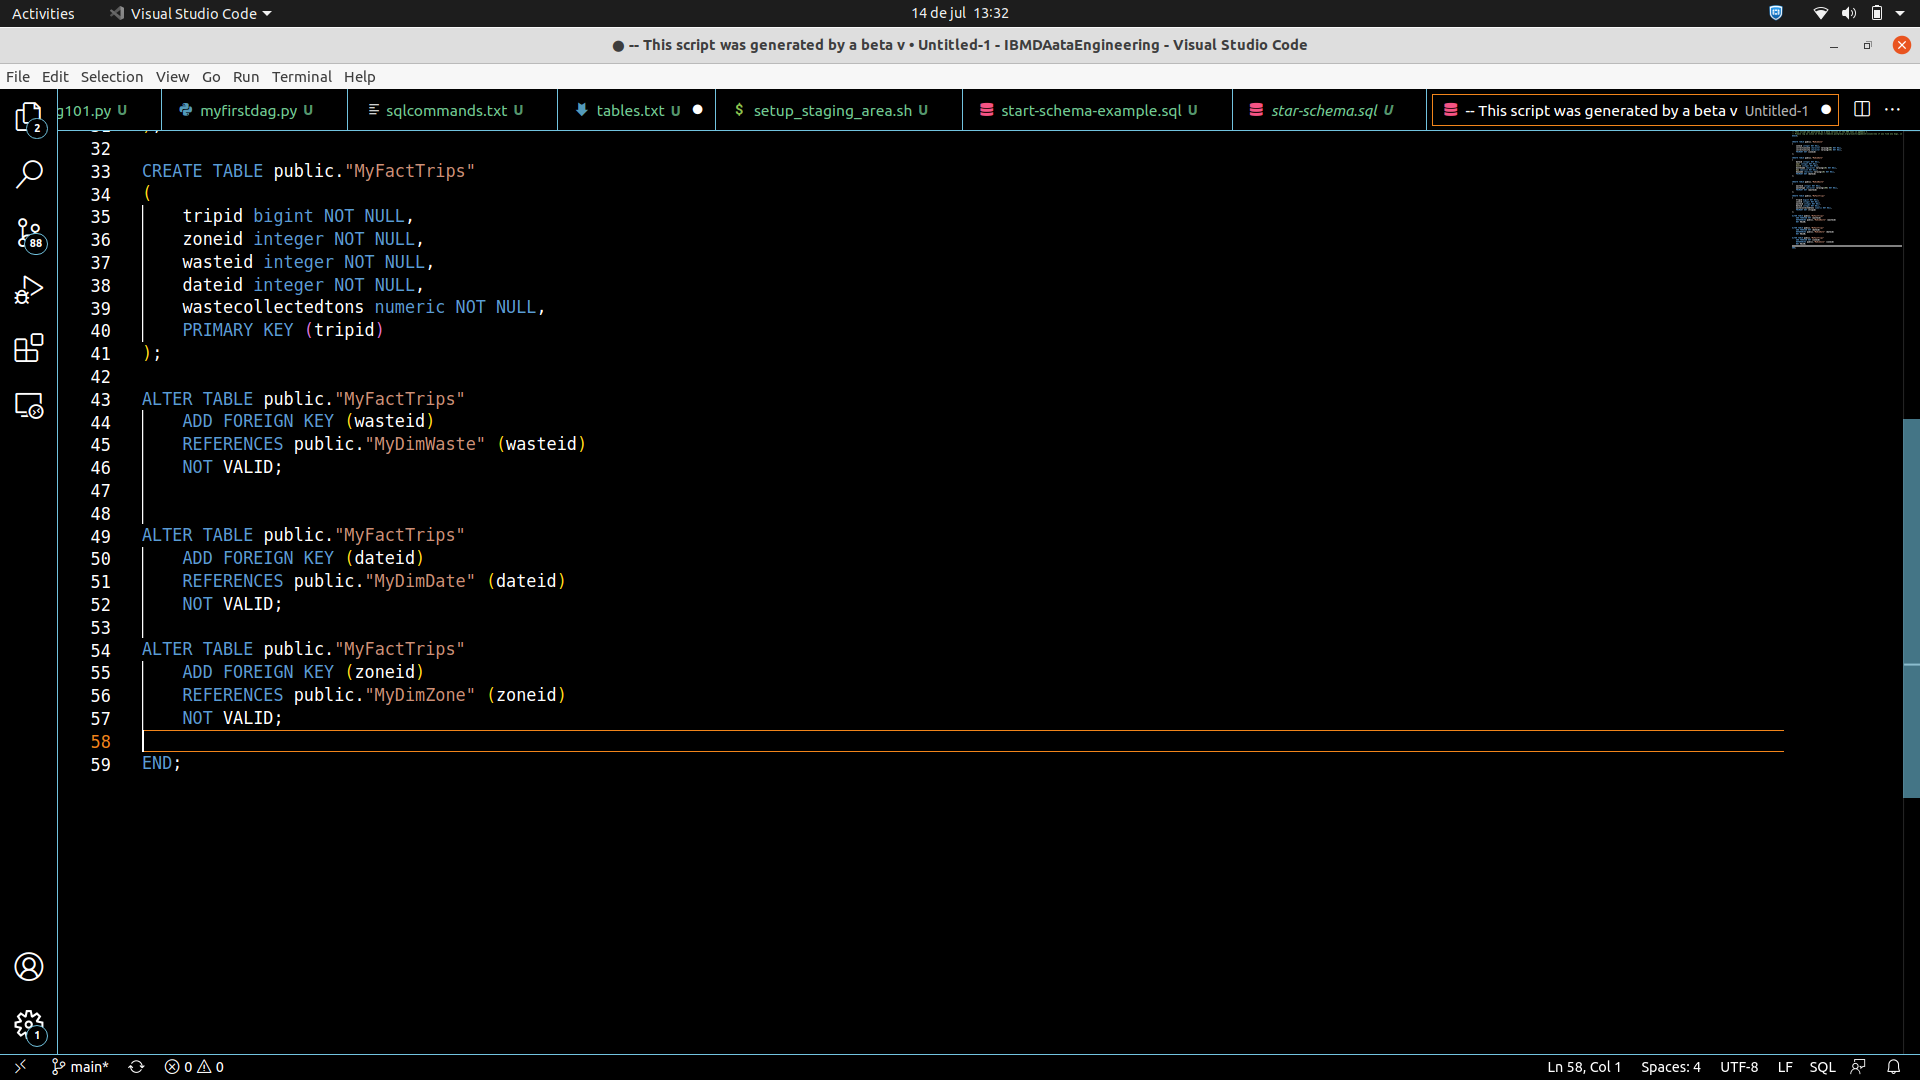 Activities
Visual Studio Code
14 de jul 13:32
● -- This script was generated by a beta v • Untitled-1 - IBMDAataEngineering - Visual Studio Code
File Edit Selection View Go Run Terminal Help
g101.py U
myfirstdag.py U
sqlcommands.txt U
tables.txt U
setup_staging_area.sh U
start-schema-example.sql U
star-schema.sql U
-- This script was generated by a beta v Untitled-1
2
88
1
32
33 CREATE TABLE public."MyFactTrips"
34 (
35 tripid bigint NOT NULL,
36 zoneid integer NOT NULL,
37 wasteid integer NOT NULL,
38 dateid integer NOT NULL,
39 wastecollectedtons numeric NOT NULL,
40 PRIMARY KEY (tripid)
41 );
42
43 ALTER TABLE public."MyFactTrips"
44 ADD FOREIGN KEY (wasteid)
45 REFERENCES public."MyDimWaste" (wasteid)
46 NOT VALID;
47
48
49 ALTER TABLE public."MyFactTrips"
50 ADD FOREIGN KEY (dateid)
51 REFERENCES public."MyDimDate" (dateid)
52 NOT VALID;
53
54 ALTER TABLE public."MyFactTrips"
55 ADD FOREIGN KEY (zoneid)
56 REFERENCES public."MyDimZone" (zoneid)
57 NOT VALID;
58
59 END;
main* 0 0
Ln 58, Col 1 Spaces: 4 UTF-8 LF SQL